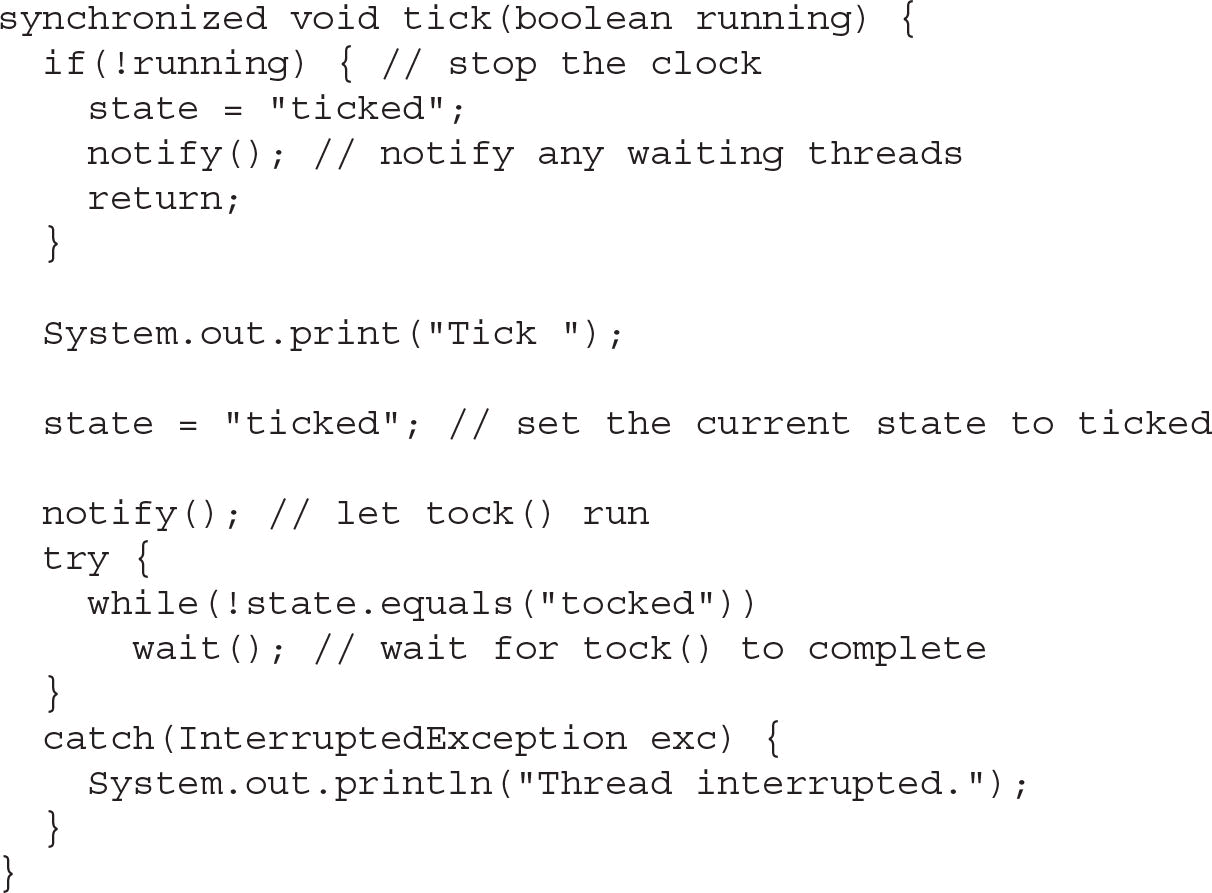 synchronized void tick(boolean running) {
  if(!running) { // stop the clock
    state = "ticked";
    notify(); // notify any waiting threads
    return;
  }

  System.out.print("Tick ");

  state = "ticked"; // set the current state to ticked

  notify(); // let tock() run
  try {
    while(!state.equals("tocked"))
      wait(); // wait for tock() to complete
  }
  catch(InterruptedException exc) {
    System.out.println("Thread interrupted.");
  }
}